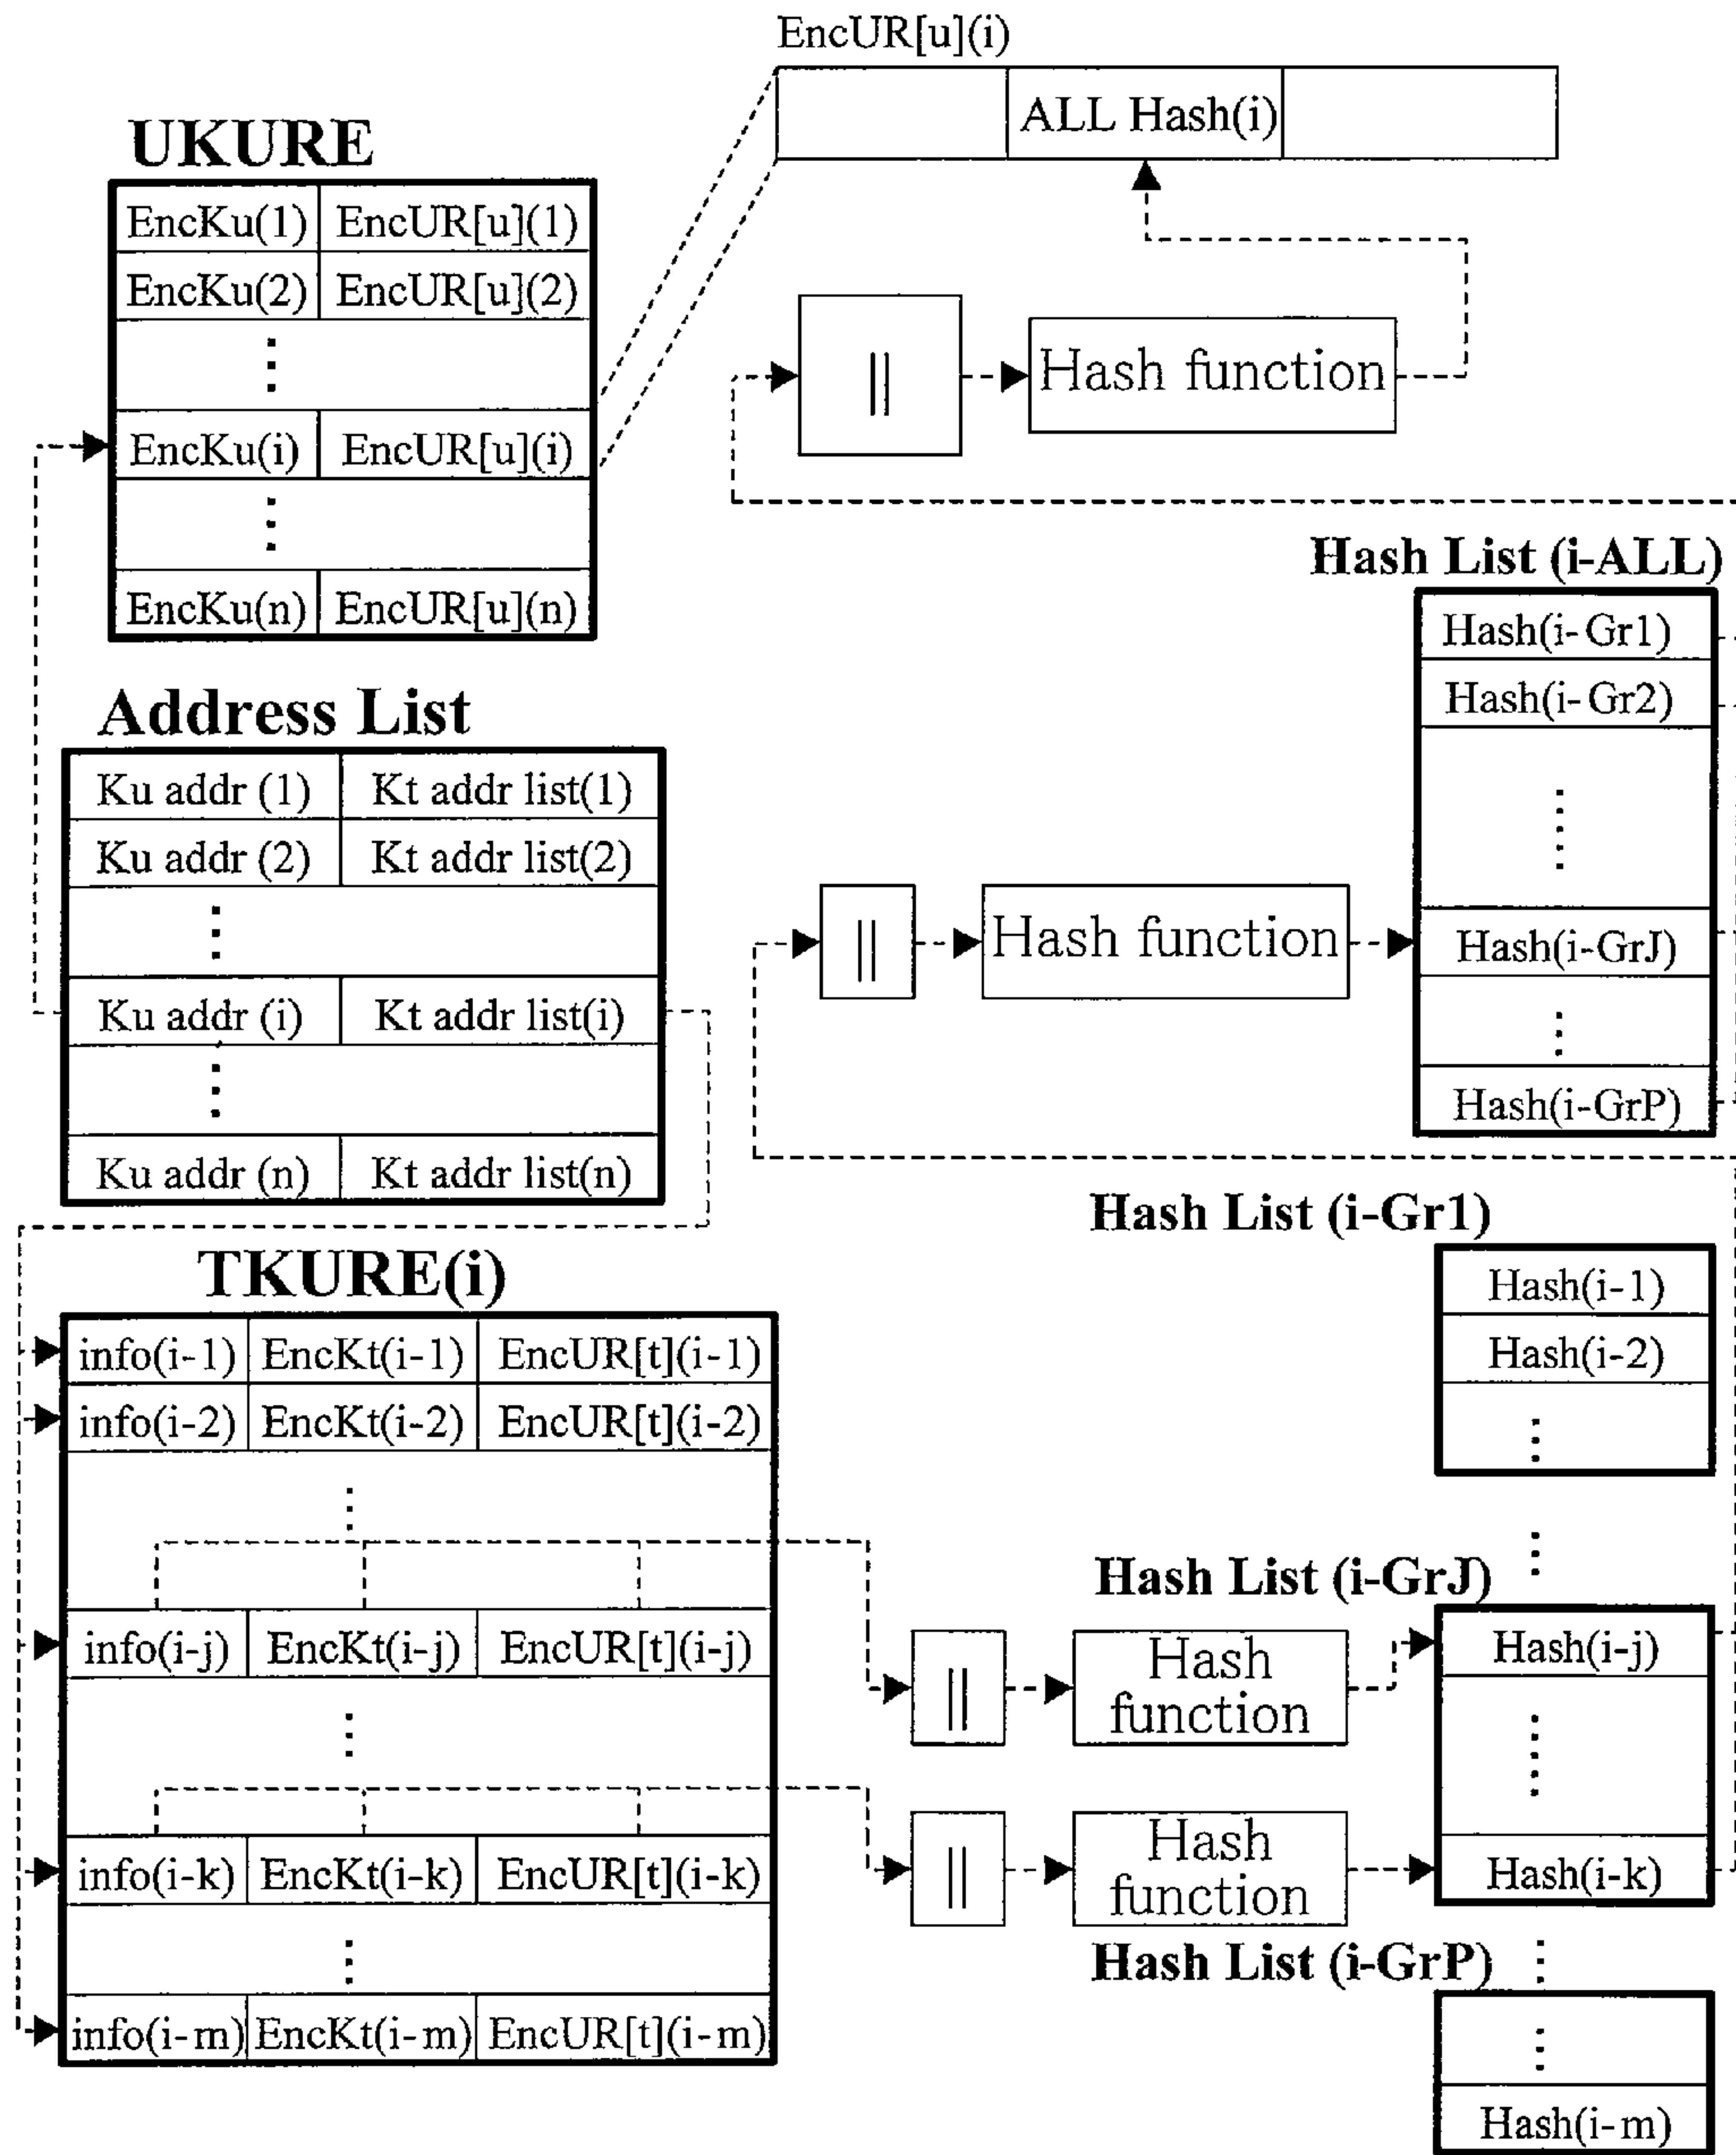 EncUR[u](i)
ALL Hash(i)
UKURE
EncKu(1) EncUR[u](1)
EncKu(2) EncUR[u](2)
EncKu(i) EncUR[u](i)
EncKu(n) EncUR[u](n)
|| Hash function
Hash List (i-ALL)
Hash(i-Gr1)
Hash(i-Gr2)
Hash(i-GrJ)
Hash(i-GrP)
|| Hash function
Address List
Ku addr (1) Kt addr list(1)
Ku addr (2) Kt addr list(2)
Ku addr (i) Kt addr list(i)
Ku addr (n) Kt addr list(n)
Hash List (i-Gr1)
Hash(i-1)
Hash(i-2)
TKURE(i)
info(i-1) EncKt(i-1) EncUR[t](i-1)
info(i-2) EncKt(i-2) EncUR[t](i-2)
info(i-j) EncKt(i-j) EncUR[t](i-j)
info(i-k) EncKt(i-k) EncUR[t](i-k)
info(i-m) EncKt(i-m) EncUR[t](i-m)
Hash List (i-GrJ)
|| Hash
function
Hash(i-j)
|| Hash
function
Hash(i-k)
Hash List (i-GrP)
Hash(i-m)